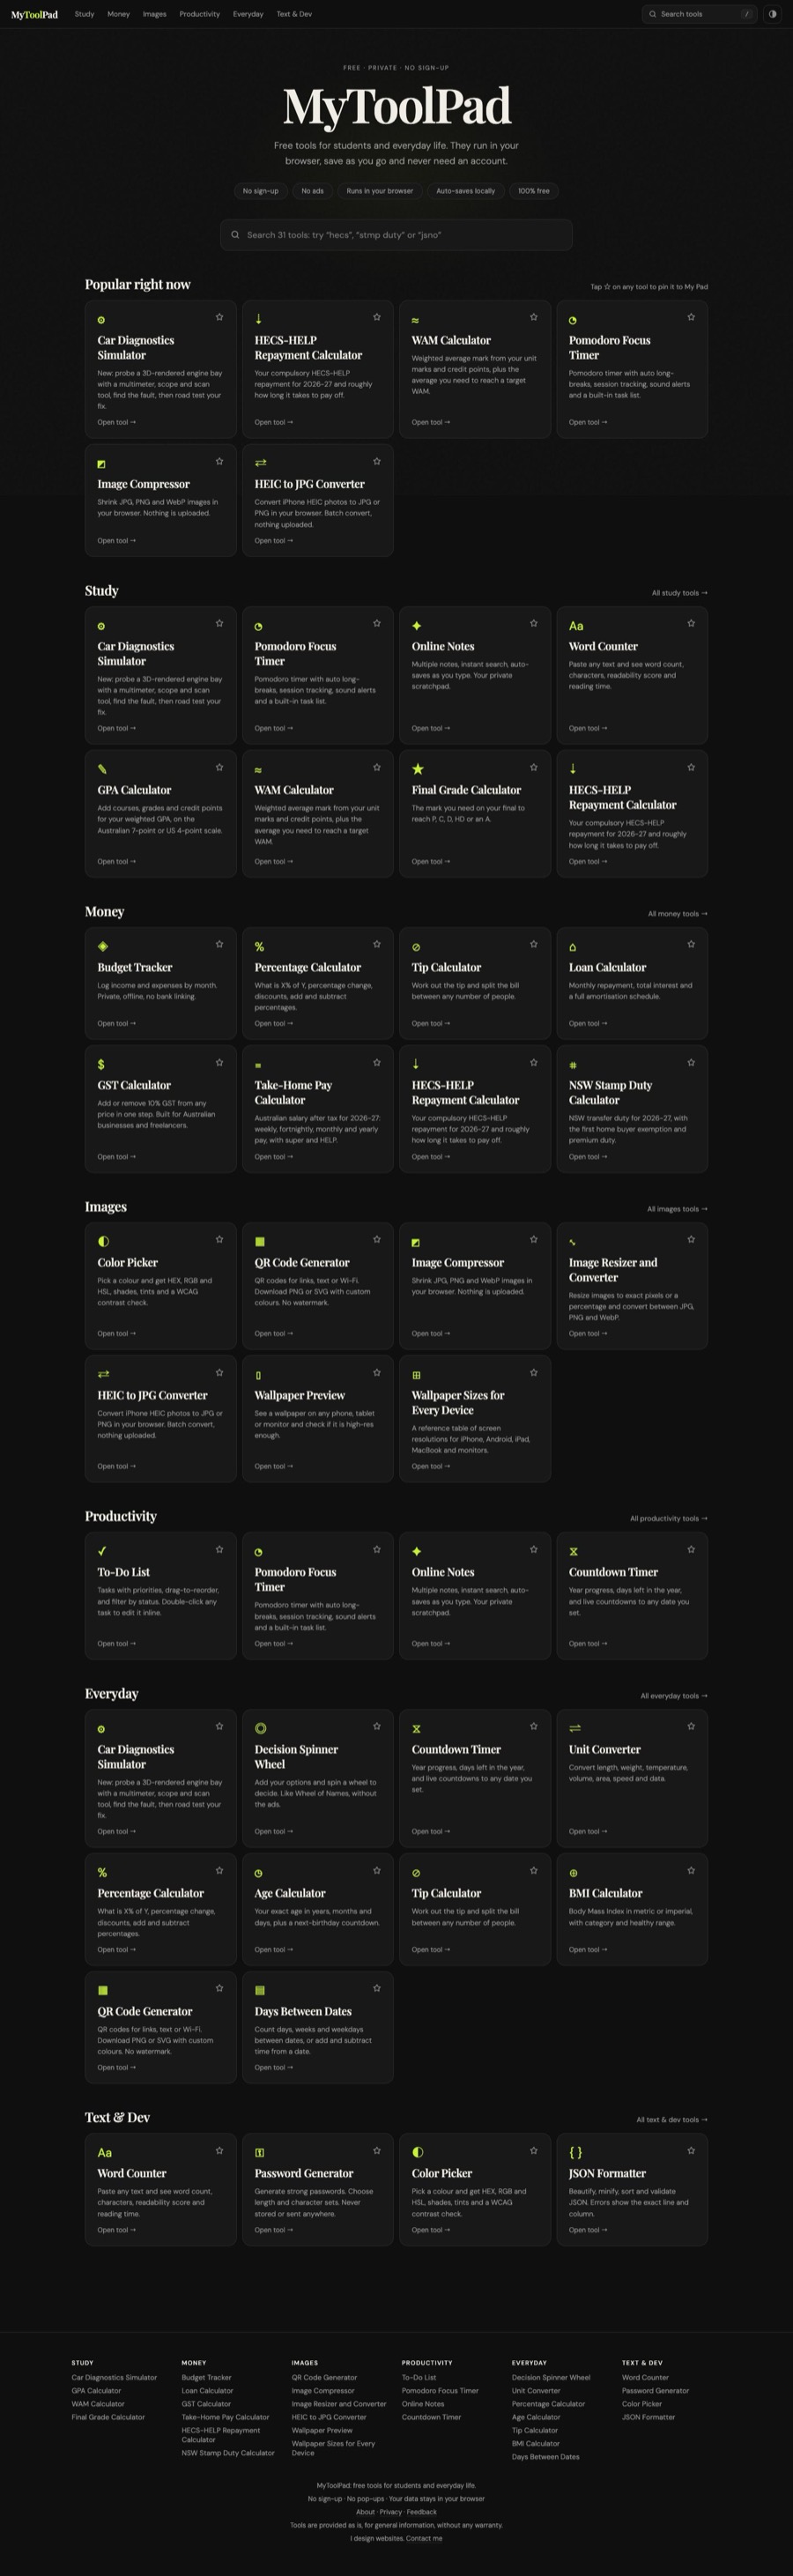 MyToolPad Study Money Images Productivity Everyday Text & Dev Search tools /
FREE · PRIVATE · NO SIGN-UP
MyToolPad
Free tools for students and everyday life. They run in your
browser, save as you go and never need an account.
No sign-up No ads Runs in your browser Auto-saves locally 100% free
Search 31 tools: try “hecs”, “stmp duty” or “jsno”
Popular right now
Tap ☆ on any tool to pin it to My Pad
Car Diagnostics
Simulator
New: probe a 3D-rendered engine bay
with a multimeter, scope and scan
tool, find the fault, then road test your
fix.
Open tool →
HECS-HELP
Repayment Calculator
Your compulsory HECS-HELP
repayment for 2026-27 and roughly
how long it takes to pay off.
Open tool →
WAM Calculator
Weighted average mark from your unit
marks and credit points, plus the
average you need to reach a target
WAM.
Open tool →
Pomodoro Focus
Timer
Pomodoro timer with auto long-
breaks, session tracking, sound alerts
and a built-in task list.
Open tool →
Image Compressor
Shrink JPG, PNG and WebP images in
your browser. Nothing is uploaded.
Open tool →
HEIC to JPG Converter
Convert iPhone HEIC photos to JPG or
PNG in your browser. Batch convert,
nothing uploaded.
Open tool →
Study
All study tools →
Car Diagnostics
Simulator
New: probe a 3D-rendered engine bay
with a multimeter, scope and scan
tool, find the fault, then road test your
fix.
Open tool →
Pomodoro Focus
Timer
Pomodoro timer with auto long-
breaks, session tracking, sound alerts
and a built-in task list.
Open tool →
Online Notes
Multiple notes, instant search, auto-
saves as you type. Your private
scratchpad.
Open tool →
Aa
Word Counter
Paste any text and see word count,
characters, readability score and
reading time.
Open tool →
GPA Calculator
Add courses, grades and credit points
for your weighted GPA, on the
Australian 7-point or US 4-point scale.
Open tool →
WAM Calculator
Weighted average mark from your unit
marks and credit points, plus the
average you need to reach a target
WAM.
Open tool →
Final Grade Calculator
The mark you need on your final to
reach P, C, D, HD or an A.
Open tool →
HECS-HELP
Repayment Calculator
Your compulsory HECS-HELP
repayment for 2026-27 and roughly
how long it takes to pay off.
Open tool →
Money
All money tools →
Budget Tracker
Log income and expenses by month.
Private, offline, no bank linking.
Open tool →
%
Percentage Calculator
What is X% of Y, percentage change,
discounts, add and subtract
percentages.
Open tool →
Tip Calculator
Work out the tip and split the bill
between any number of people.
Open tool →
Loan Calculator
Monthly repayment, total interest and
a full amortisation schedule.
Open tool →
$
GST Calculator
Add or remove 10% GST from any
price in one step. Built for Australian
businesses and freelancers.
Open tool →
Take-Home Pay
Calculator
Australian salary after tax for 2026-27:
weekly, fortnightly, monthly and yearly
pay, with super and HELP.
Open tool →
HECS-HELP
Repayment Calculator
Your compulsory HECS-HELP
repayment for 2026-27 and roughly
how long it takes to pay off.
Open tool →
NSW Stamp Duty
Calculator
NSW transfer duty for 2026-27, with
the first home buyer exemption and
premium duty.
Open tool →
Images
All images tools →
Color Picker
Pick a colour and get HEX, RGB and
HSL, shades, tints and a WCAG
contrast check.
Open tool →
QR Code Generator
QR codes for links, text or Wi-Fi.
Download PNG or SVG with custom
colours. No watermark.
Open tool →
Image Compressor
Shrink JPG, PNG and WebP images in
your browser. Nothing is uploaded.
Open tool →
Image Resizer and
Converter
Resize images to exact pixels or a
percentage and convert between JPG,
PNG and WebP.
Open tool →
HEIC to JPG Converter
Convert iPhone HEIC photos to JPG or
PNG in your browser. Batch convert,
nothing uploaded.
Open tool →
Wallpaper Preview
See a wallpaper on any phone, tablet
or monitor and check if it is high-res
enough.
Open tool →
Wallpaper Sizes for
Every Device
A reference table of screen
resolutions for iPhone, Android, iPad,
MacBook and monitors.
Open tool →
Productivity
All productivity tools →
To-Do List
Tasks with priorities, drag-to-reorder,
and filter by status. Double-click any
task to edit it inline.
Open tool →
Pomodoro Focus
Timer
Pomodoro timer with auto long-
breaks, session tracking, sound alerts
and a built-in task list.
Open tool →
Online Notes
Multiple notes, instant search, auto-
saves as you type. Your private
scratchpad.
Open tool →
Countdown Timer
Year progress, days left in the year,
and live countdowns to any date you
set.
Open tool →
Everyday
All everyday tools →
Car Diagnostics
Simulator
New: probe a 3D-rendered engine bay
with a multimeter, scope and scan
tool, find the fault, then road test your
fix.
Open tool →
Decision Spinner
Wheel
Add your options and spin a wheel to
decide. Like Wheel of Names, without
the ads.
Open tool →
Countdown Timer
Year progress, days left in the year,
and live countdowns to any date you
set.
Open tool →
Unit Converter
Convert length, weight, temperature,
volume, area, speed and data.
Open tool →
%
Percentage Calculator
What is X% of Y, percentage change,
discounts, add and subtract
percentages.
Open tool →
Age Calculator
Your exact age in years, months and
days, plus a next-birthday countdown.
Open tool →
Tip Calculator
Work out the tip and split the bill
between any number of people.
Open tool →
BMI Calculator
Body Mass Index in metric or imperial,
with category and healthy range.
Open tool →
QR Code Generator
QR codes for links, text or Wi-Fi.
Download PNG or SVG with custom
colours. No watermark.
Open tool →
Days Between Dates
Count days, weeks and weekdays
between dates, or add and subtract
time from a date.
Open tool →
Text & Dev
All text & dev tools →
Aa
Word Counter
Paste any text and see word count,
characters, readability score and
reading time.
Open tool →
Password Generator
Generate strong passwords. Choose
length and character sets. Never
stored or sent anywhere.
Open tool →
Color Picker
Pick a colour and get HEX, RGB and
HSL, shades, tints and a WCAG
contrast check.
Open tool →
{ }
JSON Formatter
Beautify, minify, sort and validate
JSON. Errors show the exact line and
column.
Open tool →
STUDY
Car Diagnostics Simulator
GPA Calculator
WAM Calculator
Final Grade Calculator
MONEY
Budget Tracker
Loan Calculator
GST Calculator
Take-Home Pay Calculator
HECS-HELP Repayment
Calculator
NSW Stamp Duty Calculator
IMAGES
QR Code Generator
Image Compressor
Image Resizer and Converter
HEIC to JPG Converter
Wallpaper Preview
Wallpaper Sizes for Every
Device
PRODUCTIVITY
To-Do List
Pomodoro Focus Timer
Online Notes
Countdown Timer
EVERYDAY
Decision Spinner Wheel
Unit Converter
Percentage Calculator
Age Calculator
Tip Calculator
BMI Calculator
Days Between Dates
TEXT & DEV
Word Counter
Password Generator
Color Picker
JSON Formatter
MyToolPad: free tools for students and everyday life.
No sign-up · No pop-ups · Your data stays in your browser
About · Privacy · Feedback
Tools are provided as is, for general information, without any warranty.
I design websites. Contact me